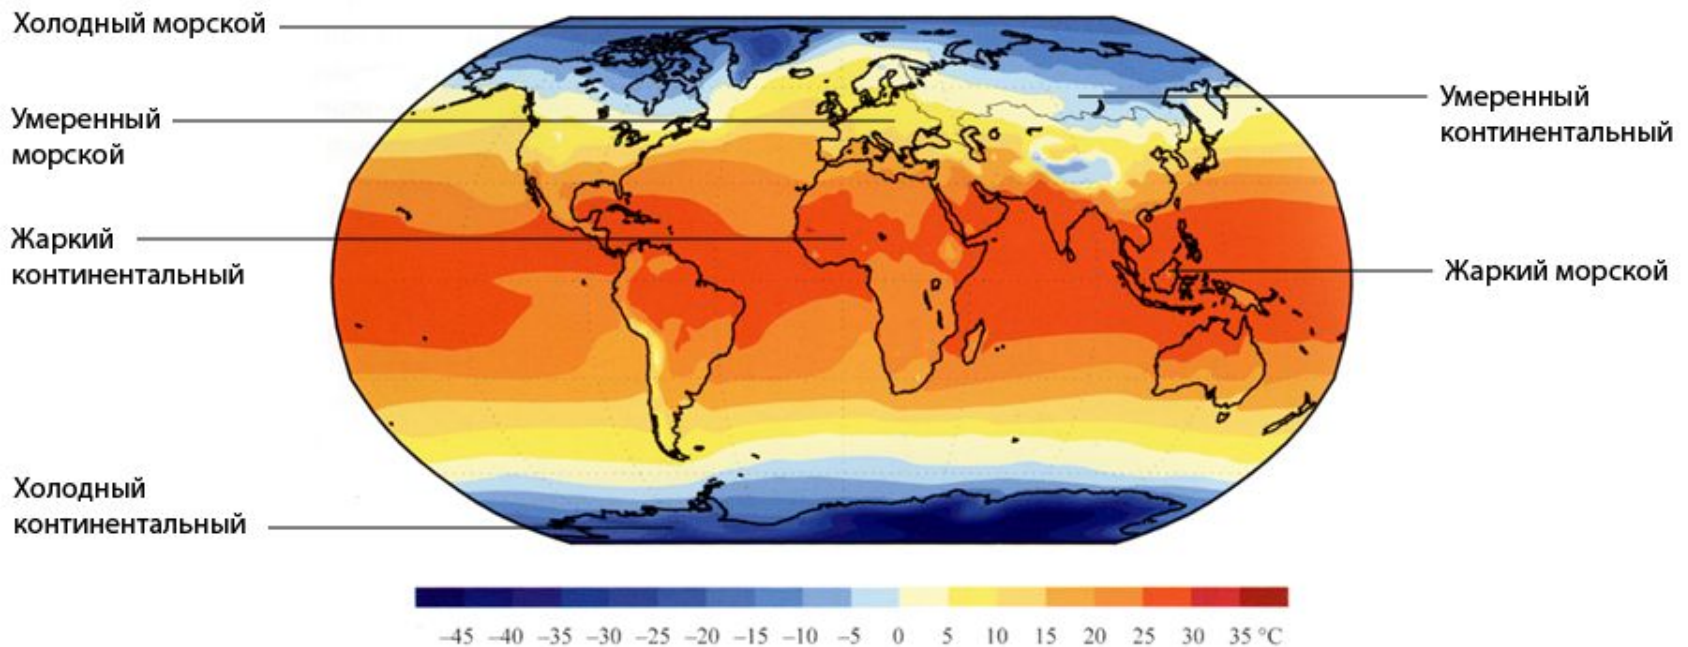 Холодный морской
Умеренный
морской
Жаркий
континентальный
Холодный
континентальный
Умеренный
континентальный
Жаркий морской
–45 –40 –35 –30 –25 –20 –15 –10 –5 0 5 10 15 20 25 30 35 °C